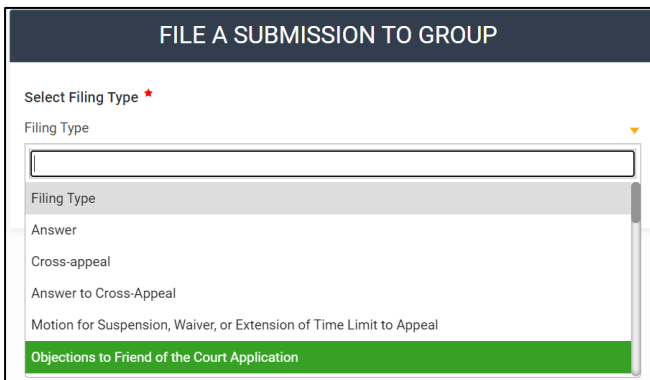 FILE A SUBMISSION TO GROUP
Select Filing Type *
Filing Type
Filing Type
Answer
Cross-appeal
Answer to Cross-Appeal
Motion for Suspension, Waiver, or Extension of Time Limit to Appeal
Objections to Friend of the Court Application